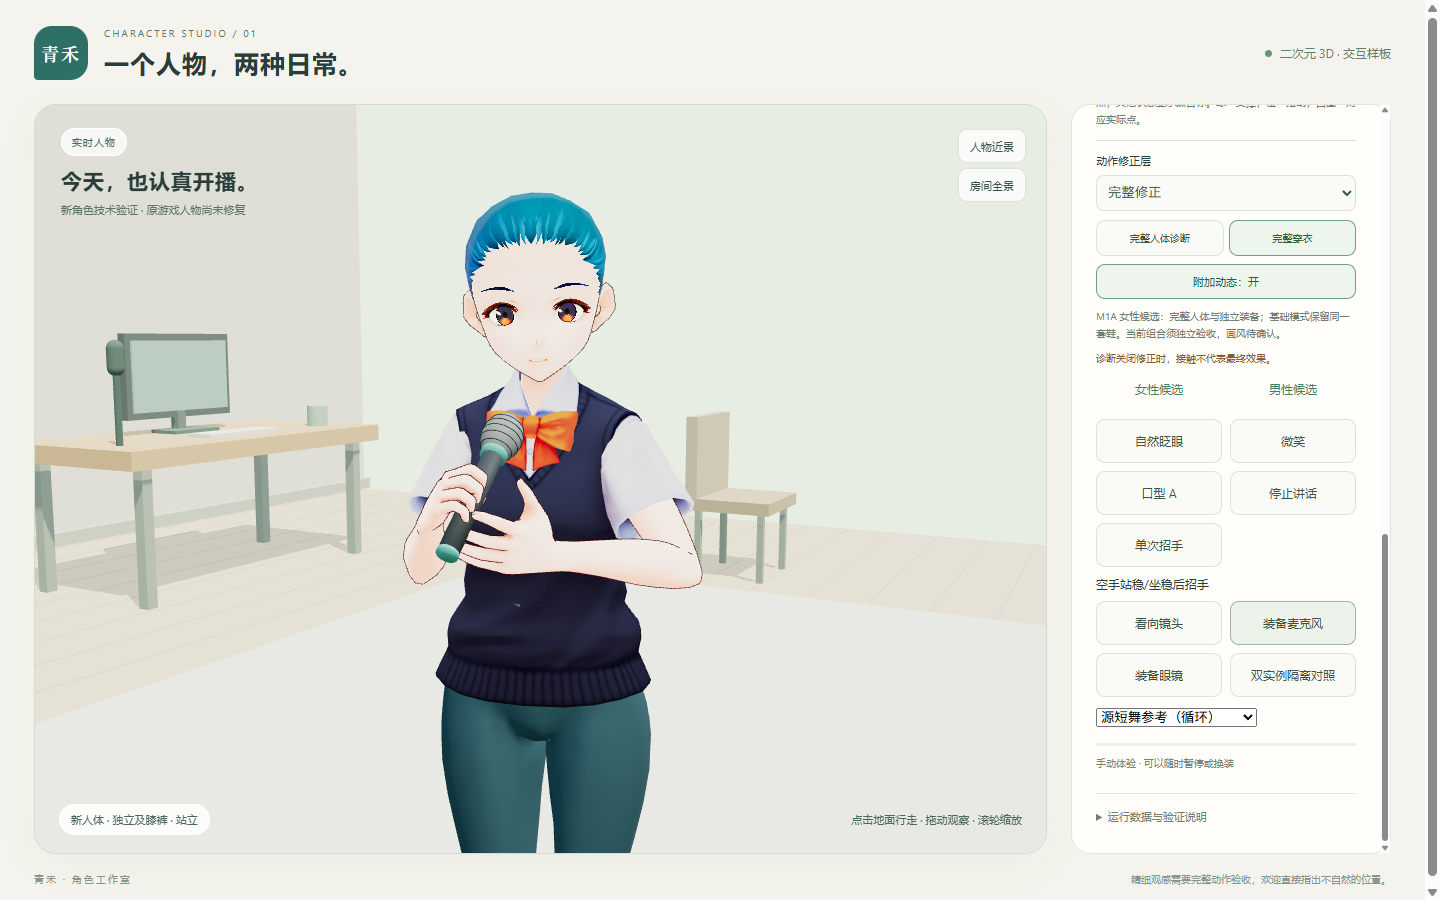 青禾
CHARACTER STUDIO / 01
一个人物，两种日常。
二次元 3D · 交互样板
实时人物
今天，也认真开播。
新角色技术验证 · 原游戏人物尚未修复
人物近景
房间全景
新人体 · 独立及膝裤 · 站立
点击地面行走 · 拖动观察 · 滚轮缩放
应实际点。
动作修正层
完整修正
完整人体诊断
完整穿衣
附加动态：开
M1A 女性候选：完整人体与独立装备；基础模式保留同一
套鞋。当前组合须独立验收，画风待确认。
诊断关闭修正时，接触不代表最终效果。
女性候选
男性候选
自然眨眼
微笑
口型 A
停止讲话
单次招手
空手站稳/坐稳后招手
看向镜头
装备麦克风
装备眼镜
双实例隔离对照
源短舞参考（循环）
手动体验 · 可以随时暂停或换装
运行数据与验证说明
青禾 · 角色工作室
精细观感需要完整动作验收，欢迎直接指出不自然的位置。